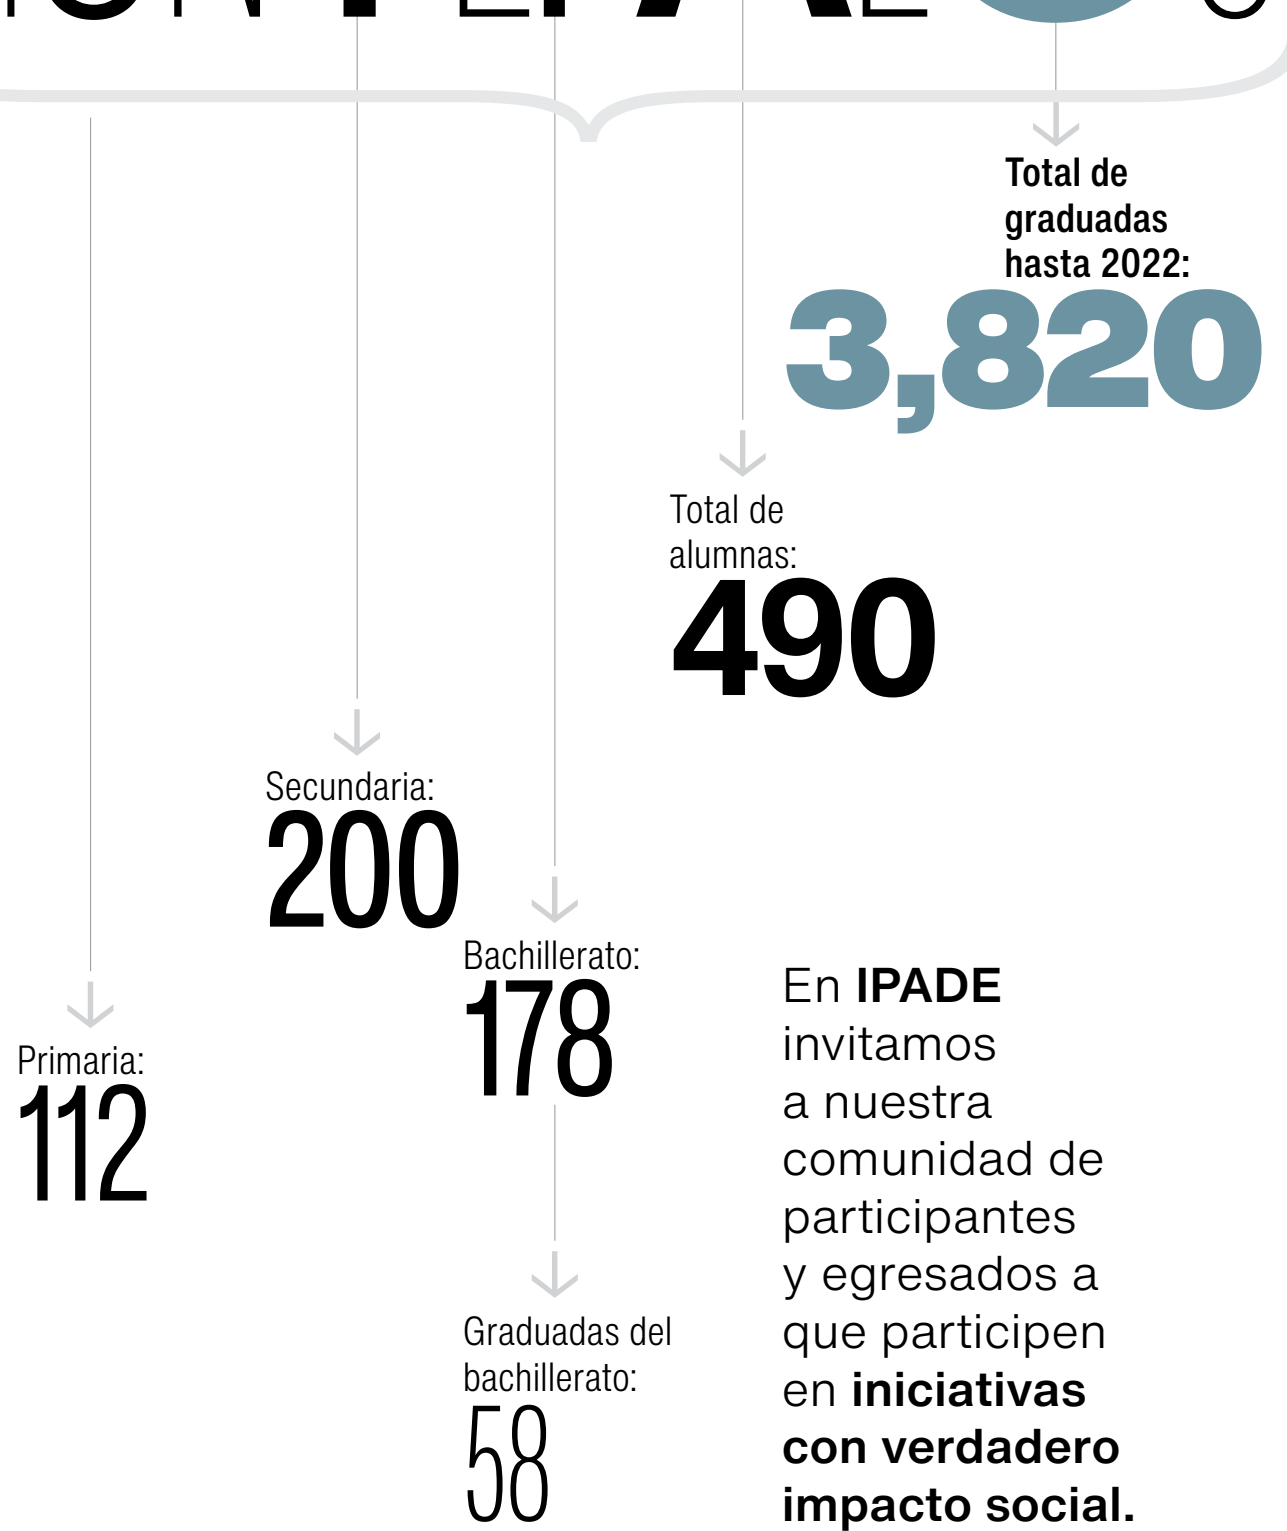 Total de
graduadas
hasta 2022:
3,820
Total de
alumnas:
490
Secundaria:
200
Bachillerato:
178
Primaria:
112
Graduadas del
bachillerato:
58
En IPADE
invitamos
a nuestra
comunidad de
participantes
y egresados a
que participen
en iniciativas
con verdadero
impacto social.